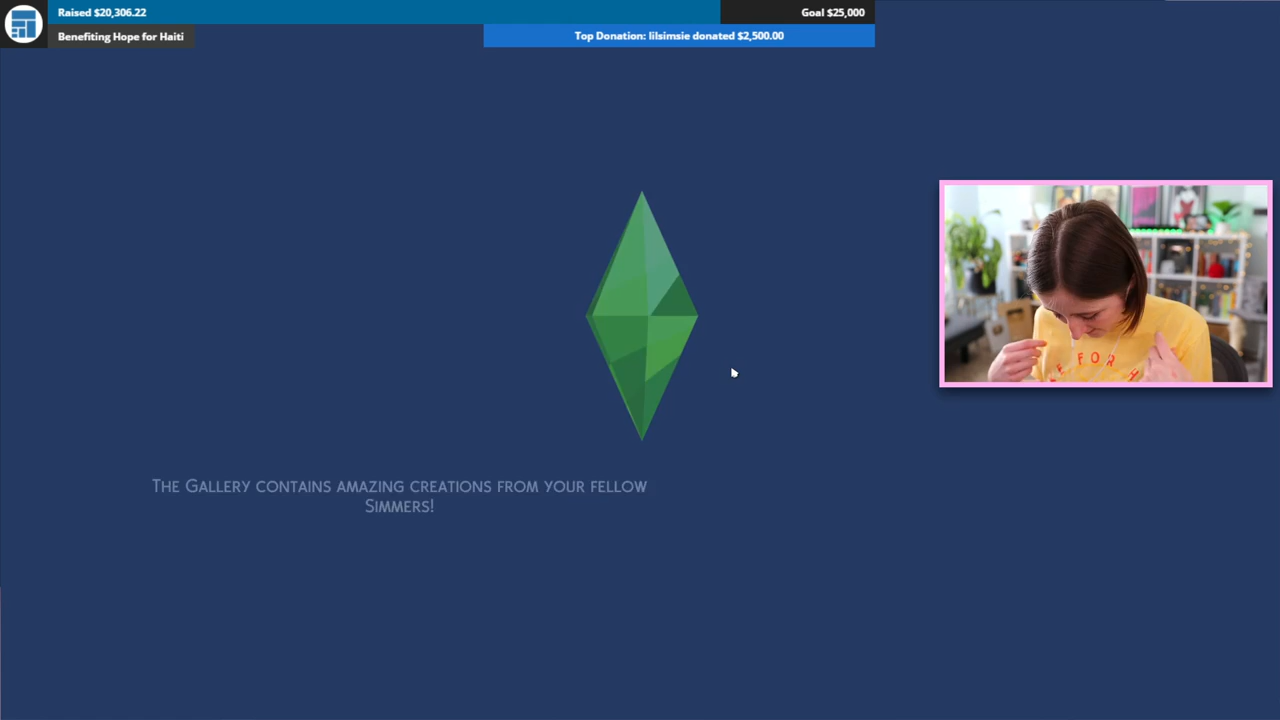 Raised $20,306.22
Goal $25,000
Benefiting Hope for Haiti
Top Donation: lilsimsie donated $2,500.00
FOR
The Gallery contains amazing creations from your fellow
Simmers!